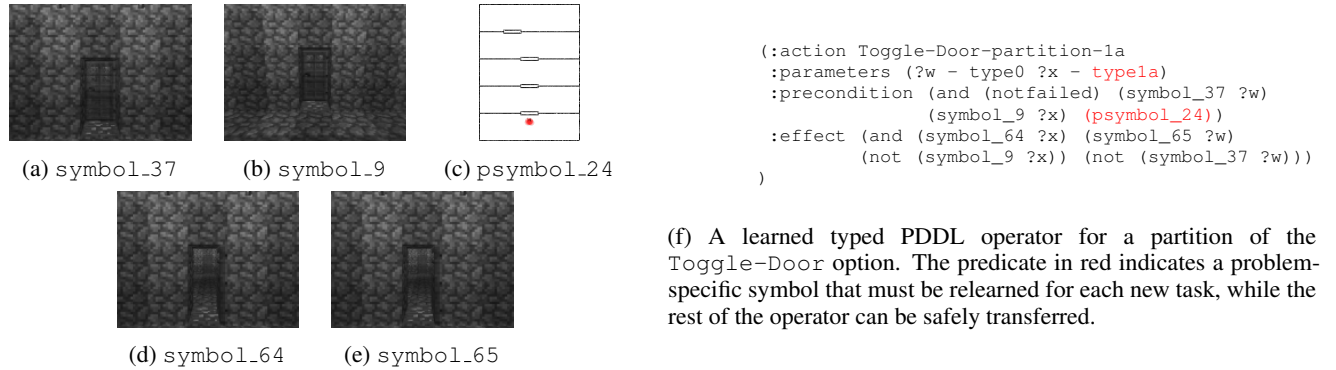 (a) symbol_37
(b) symbol_9
(c) psymbol_24
(d) symbol_64
(e) symbol_65
(:action Toggle-Door-partition-1a
:parameters (?w - type0 ?x - type1a)
:precondition (and (notfailed) (symbol_37 ?w)
(symbol_9 ?x) (psymbol_24))
:effect (and (symbol_64 ?x) (symbol_65 ?w)
(not (symbol_9 ?x)) (not (symbol_37 ?w)))
)
(f) A learned typed PDDL operator for a partition of the
Toggle-Door option. The predicate in red indicates a problem-
specific symbol that must be relearned for each new task, while the
rest of the operator can be safely transferred.